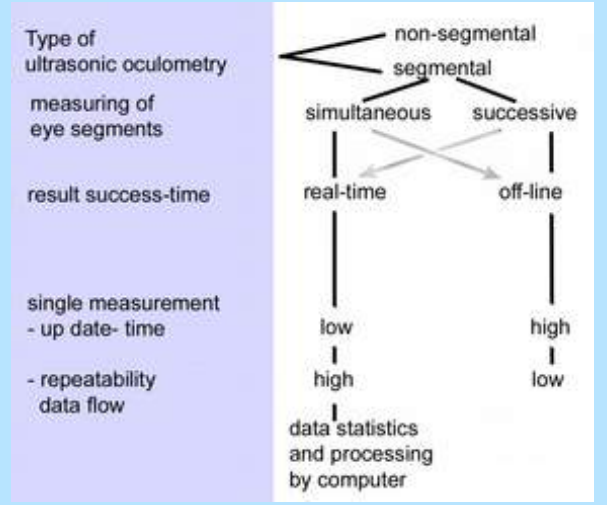 Type of
ultrasonic oculometry
non-segmental
segmental
measuring of
eye segments
simultaneous successive
result success-time
real-time off-line
single measurement
- up date- time
low high
- repeatability
data flow
high low
data statistics
and processing
by computer